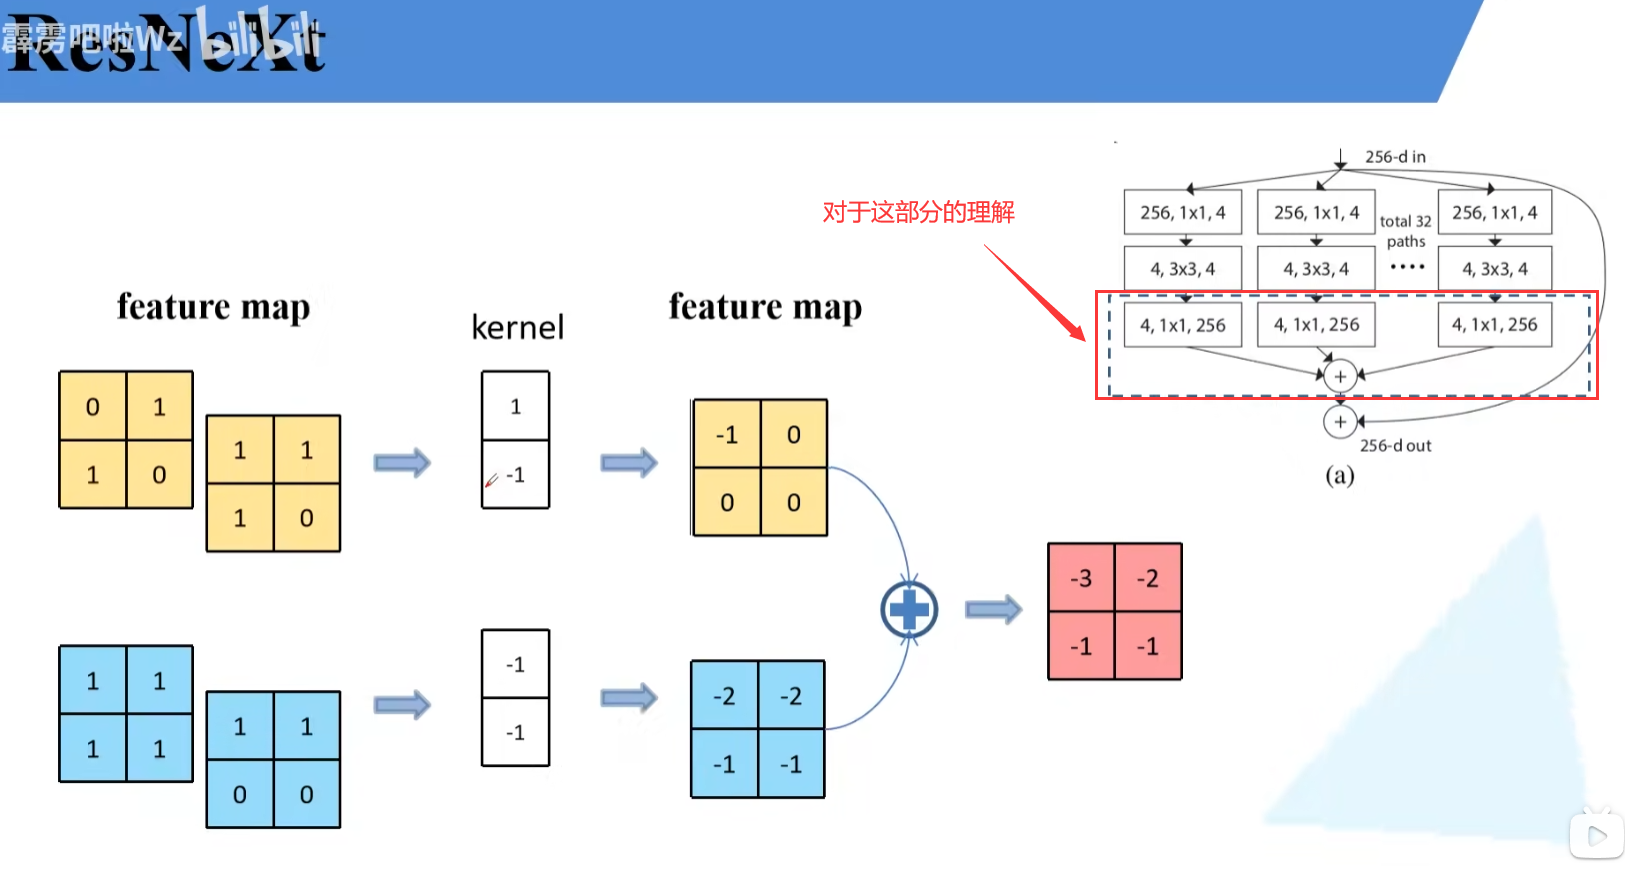 霹雳吧啦Wz bilibili
ResNeXt
256-d in
对于这部分的理解
256, 1x1, 4
256, 1x1, 4
total 32
paths
256, 1x1, 4
4, 3x3, 4
4, 3x3, 4
....
4, 3x3, 4
4, 1x1, 256
4, 1x1, 256
4, 1x1, 256
+
+
256-d out
(a)
feature map
kernel
feature map
0 1
1 0
1 1
1 0
1
-1
-1 0
0 0
1 1
1 1
1 1
0 0
-1
-1
-2 -2
-1 -1
-3 -2
-1 -1